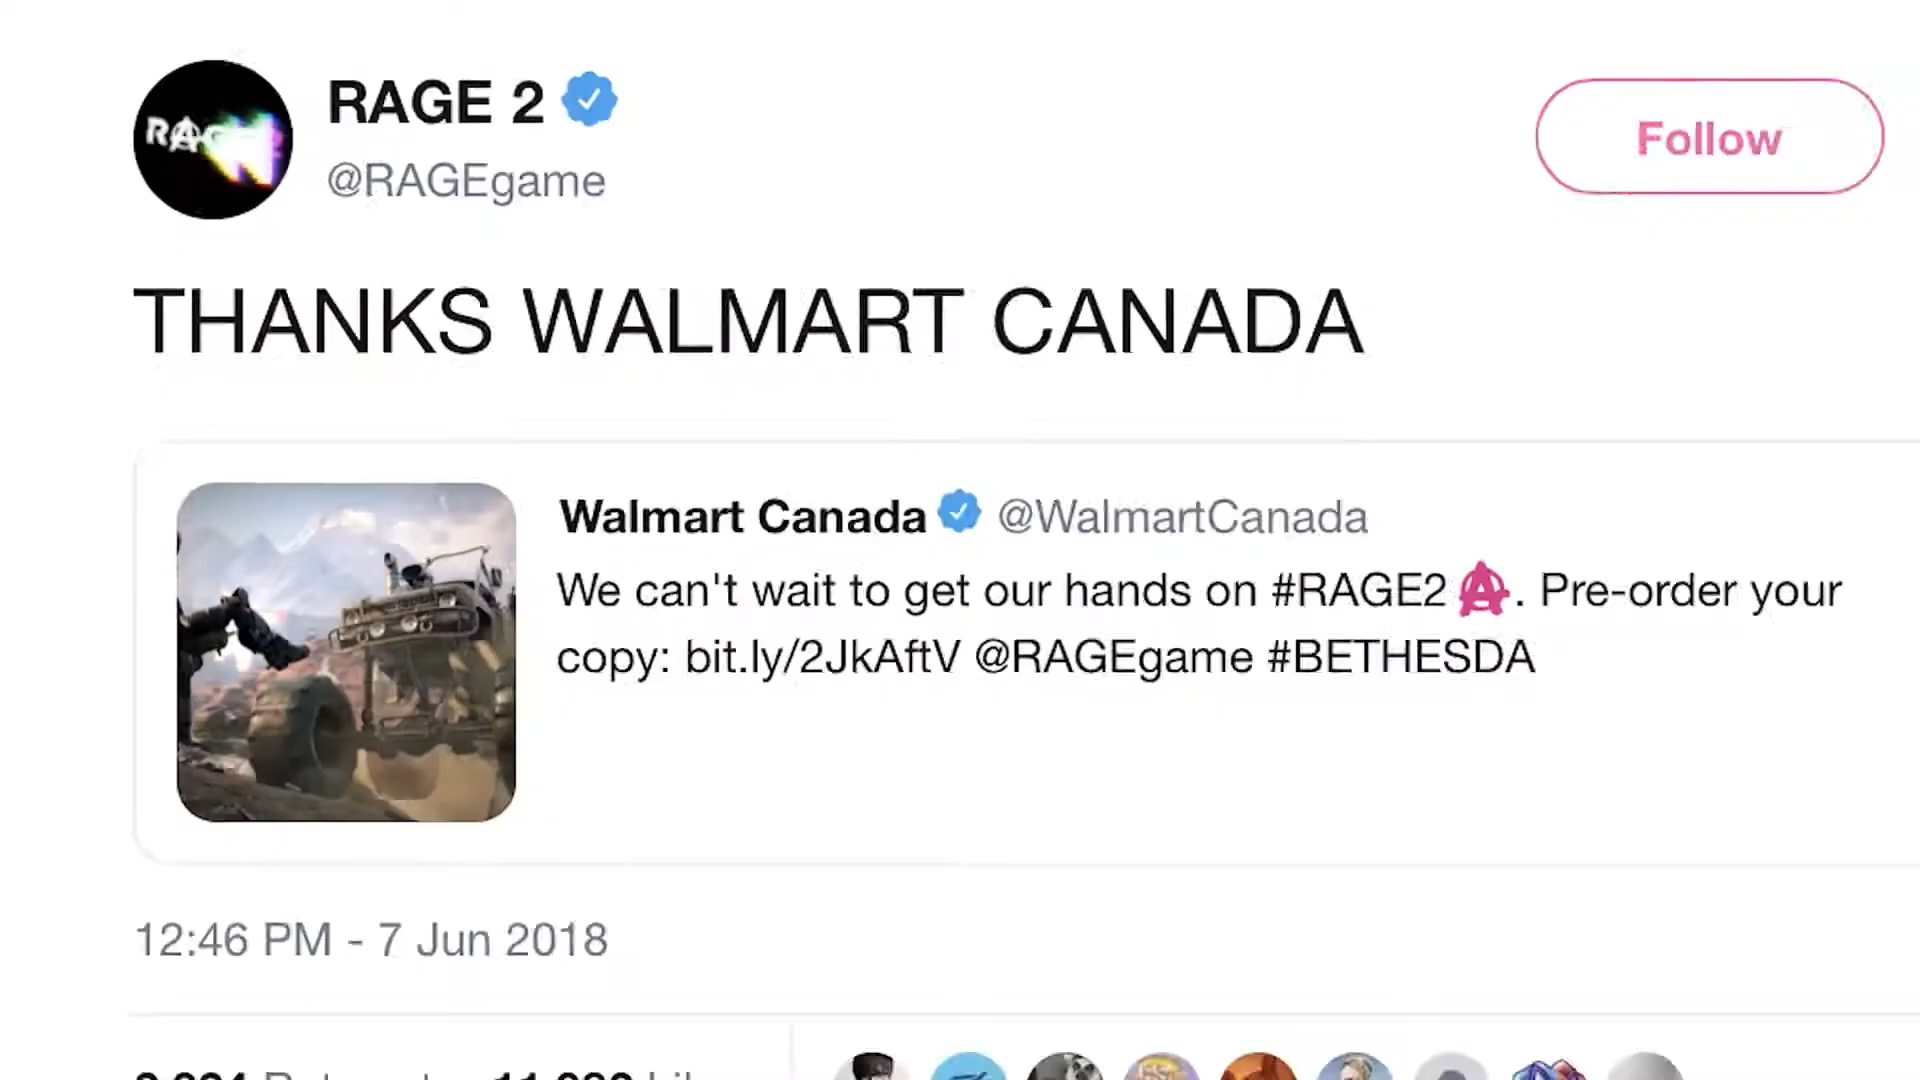 RAGE 2
@RAGEgame
Follow
THANKS WALMART CANADA
Walmart Canada @WalmartCanada
We can't wait to get our hands on #RAGE2. Pre-order your
copy: bit.ly/2JkAftV @RAGEgame #BETHESDA
12:46 PM - 7 Jun 2018